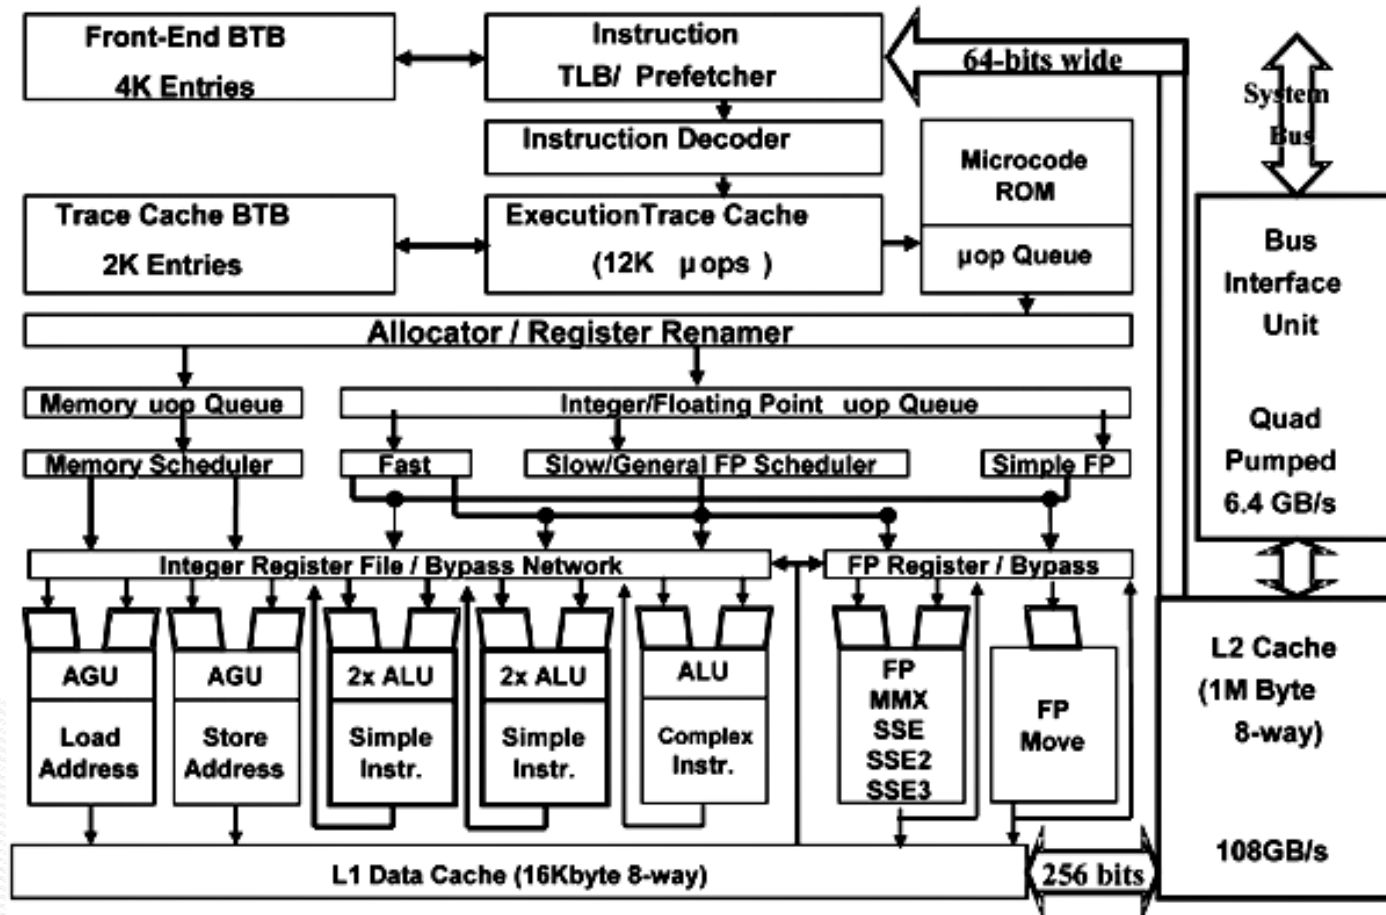 Front-End BTB
4K Entries
Instruction
TLB/ Prefetcher
64-bits wide
System
Bus
Instruction Decoder
Microcode
ROM
Trace Cache BTB
2K Entries
ExecutionTrace Cache
(12K µops )
µop Queue
Bus
Interface
Unit
Quad
Pumped
6.4 GB/s
Allocator / Register Renamer
Memory uop Queue
Integer/Floating Point uop Queue
Memory Scheduler
Fast
Slow/General FP Scheduler
Simple FP
Integer Register File / Bypass Network
FP Register / Bypass
AGU
Load
Address
AGU
Store
Address
2x ALU
Simple
Instr.
2x ALU
Simple
Instr.
ALU
Complex
Instr.
FP
MMX
SSE
SSE2
SSE3
FP
Move
L2 Cache
(1M Byte
8-way)
108GB/s
L1 Data Cache (16Kbyte 8-way)
256 bits